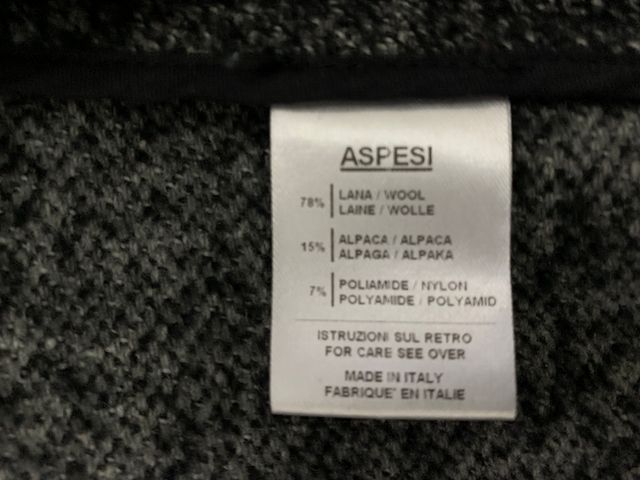 ASPESI
78% LANA / WOOL
LAINE / WOLLE
15% ALPACA / ALPACA
ALPAGA / ALPAKA
7% POLIAMIDE / NYLON
POLYAMIDE / POLYAMID
ISTRUZIONI SUL RETRO
FOR CARE SEE OVER
MADE IN ITALY
FABRIQUE' EN ITALIE